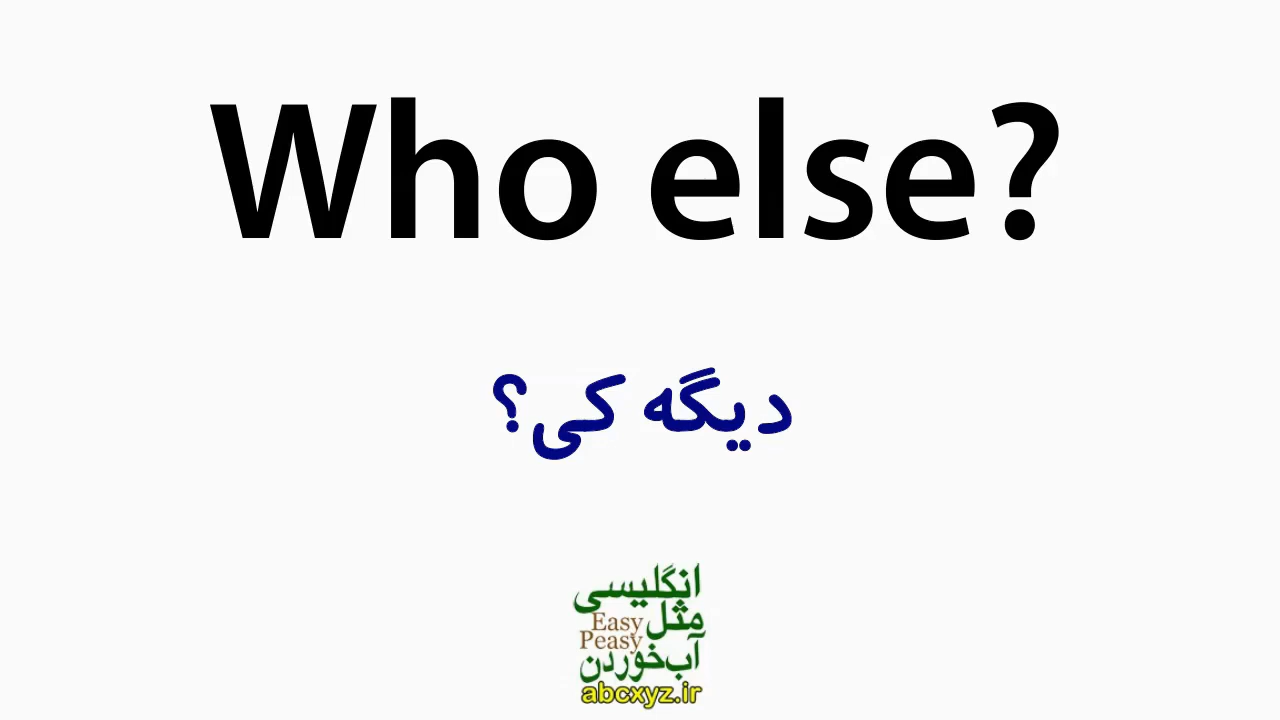 Who else?
دیگه کی؟
انگلیسی
مثل
Easy
Peasy
آب‌خوردن
abcxyz.ir